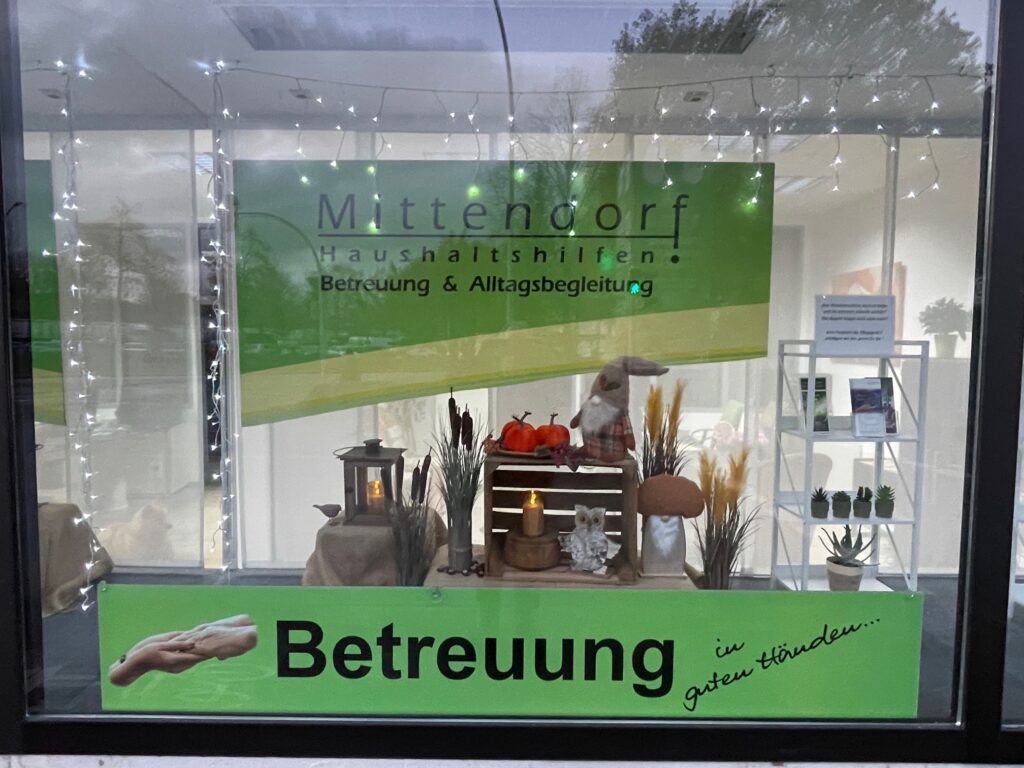 Mittendorf
Haushaltshilfen!
Betreuung & Alltagsbegleitung
Betreuung
in
guten Händen...